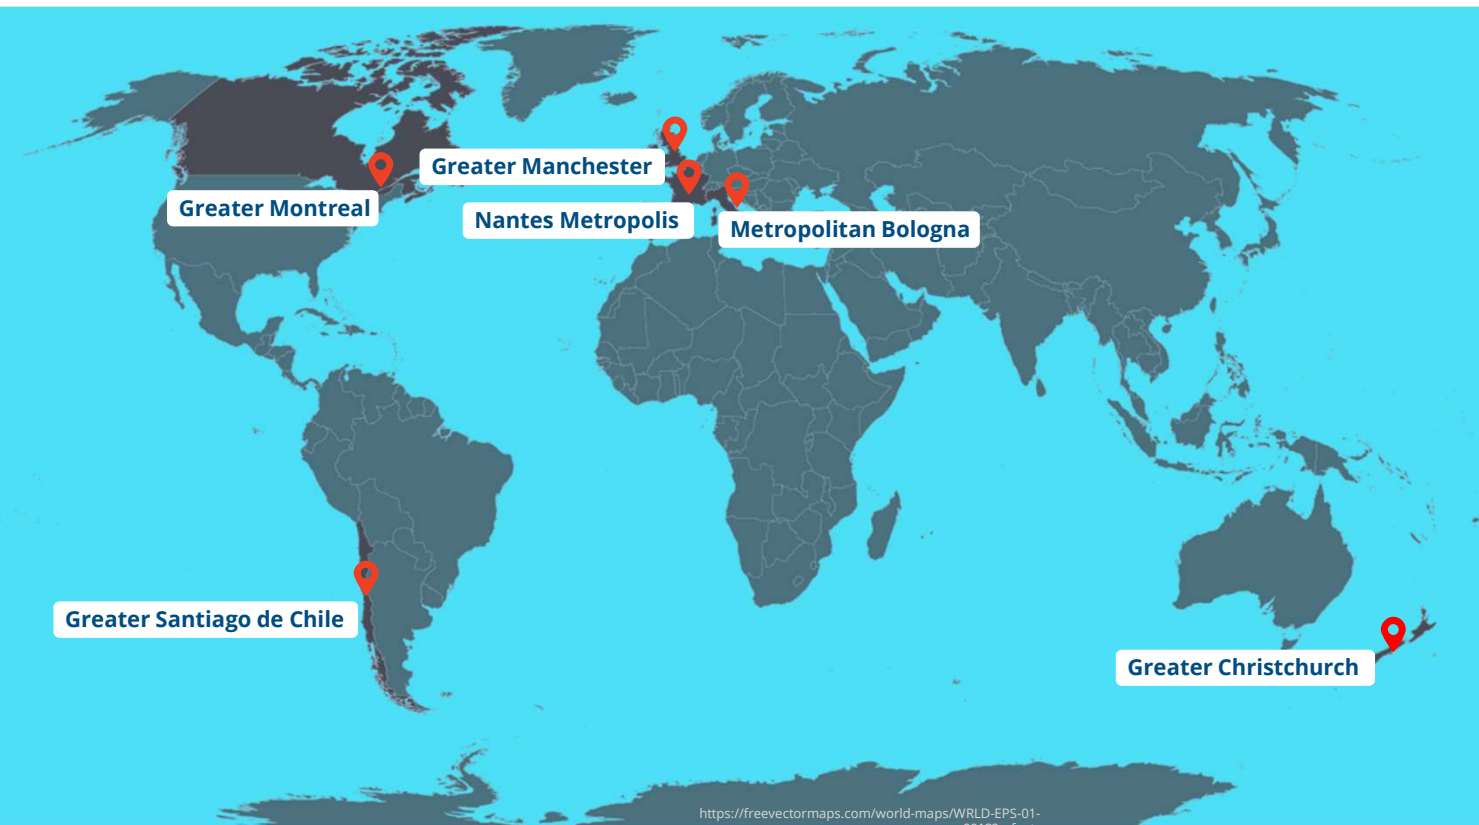 Greater Manchester
Greater Montreal
Nantes Metropolis
Metropolitan Bologna
Greater Santiago de Chile
Greater Christchurch
https://freevectormaps.com/world-maps/WRLD-EPS-01-